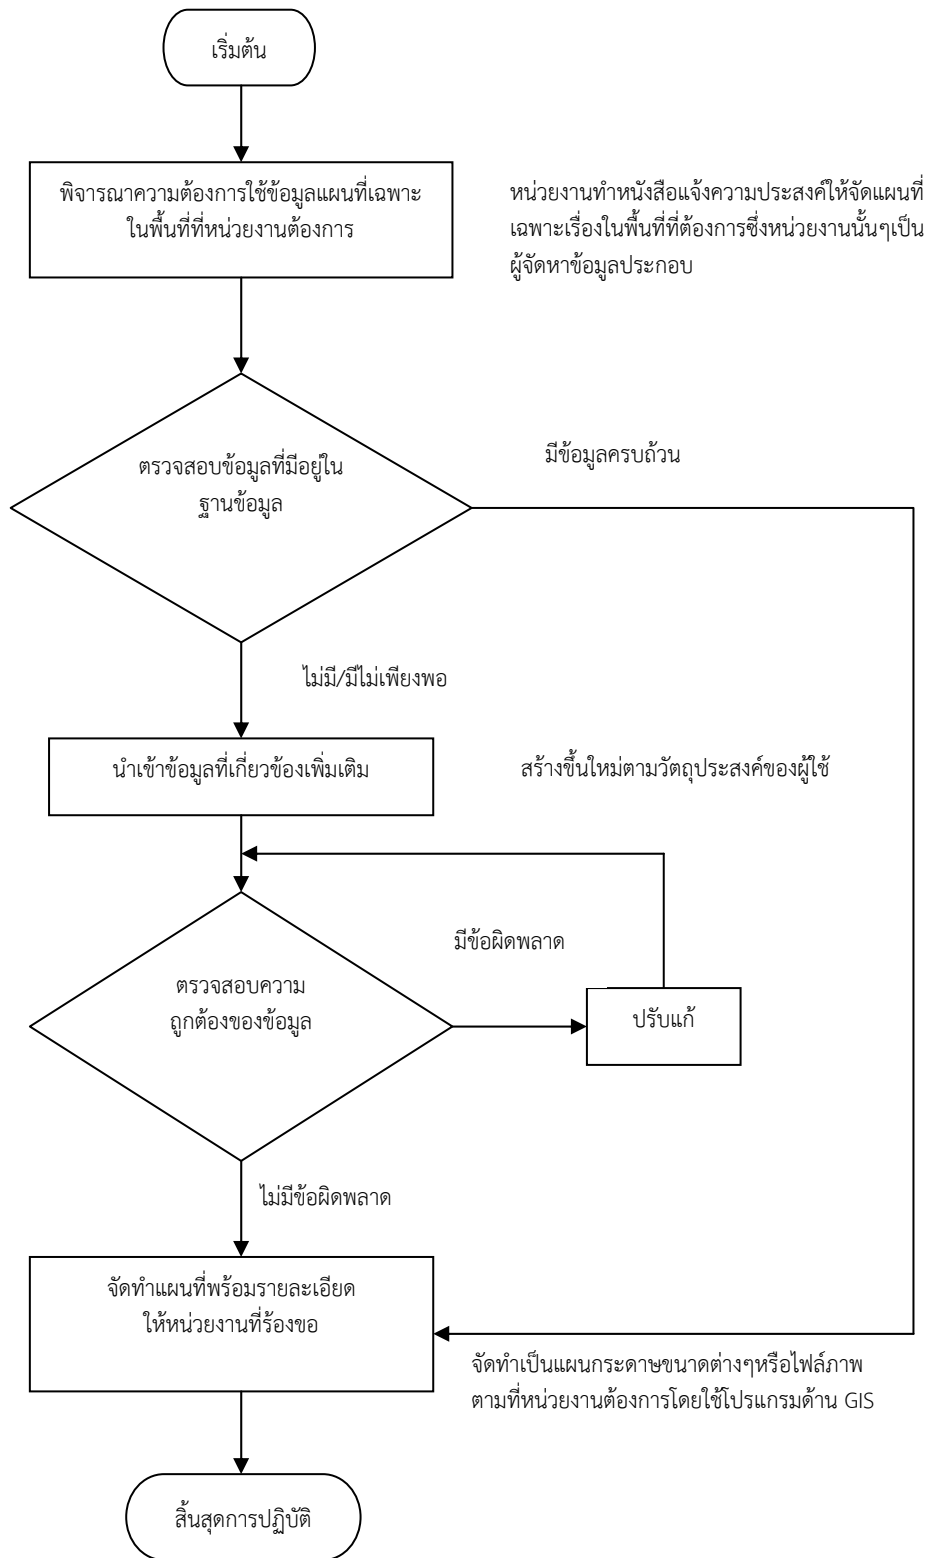 เริ่มต้น
พิจารณาความต้องการใช้ข้อมูลแผนที่เฉพาะ
ในพื้นที่ที่หน่วยงานต้องการ
หน่วยงานทำหนังสือแจ้งความประสงค์ให้จัดแผนที่
เฉพาะเรื่องในพื้นที่ที่ต้องการซึ่งหน่วยงานนั้นๆเป็น
ผู้จัดหาข้อมูลประกอบ
ตรวจสอบข้อมูลที่มีอยู่ใน
ฐานข้อมูล
มีข้อมูลครบถ้วน
ไม่มี/มีไม่เพียงพอ
นำเข้าข้อมูลที่เกี่ยวข้องเพิ่มเติม
สร้างขึ้นใหม่ตามวัตถุประสงค์ของผู้ใช้
มีข้อผิดพลาด
ตรวจสอบความ
ถูกต้องของข้อมูล
ปรับแก้
ไม่มีข้อผิดพลาด
จัดทำแผนที่พร้อมรายละเอียด
ให้หน่วยงานที่ร้องขอ
จัดทำเป็นแผนกระดาษขนาดต่างๆหรือไฟล์ภาพ
ตามที่หน่วยงานต้องการโดยใช้โปรแกรมด้าน GIS
สิ้นสุดการปฏิบัติ